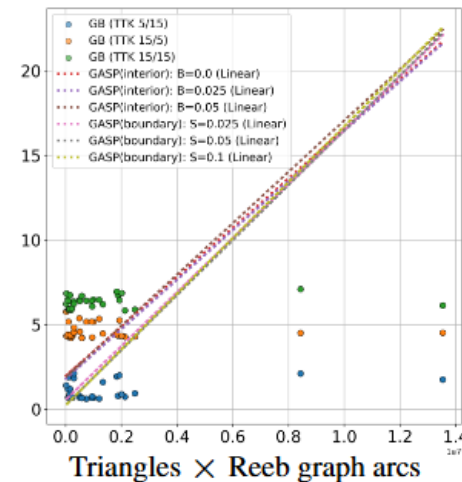 GB (TTK 5/15)
GB (TTK 15/5)
GB (TTK 15/15)
GASP(interior): B=0.0 (Linear)
GASP(interior): B=0.025 (Linear)
GASP(interior): B=0.05 (Linear)
GASP(boundary): S=0.025 (Linear)
GASP(boundary): S=0.05 (Linear)
GASP(boundary): S=0.1 (Linear)
20
15
10
5
0
0.0 0.2 0.4 0.6 0.8 1.0 1.2 1.4
1e7
Triangles × Reeb graph arcs